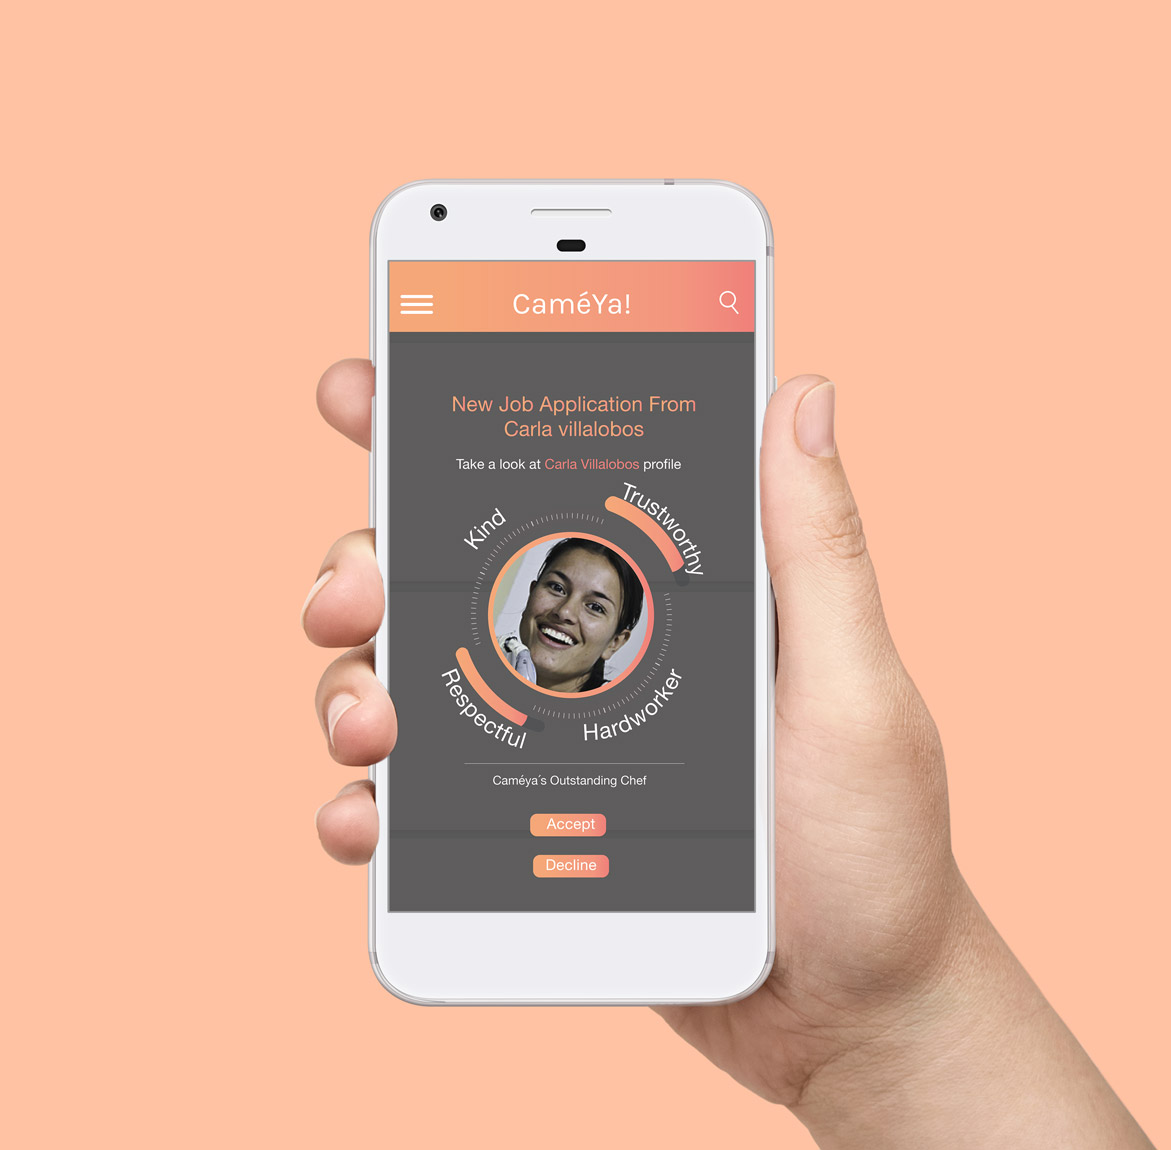 CaméYa!
New Job Application From
Carla villalobos
Take a look at Carla Villalobos profile
Kind
Trustworthy
Respectful
Hardworker
Caméya´s Outstanding Chef
Accept
Decline